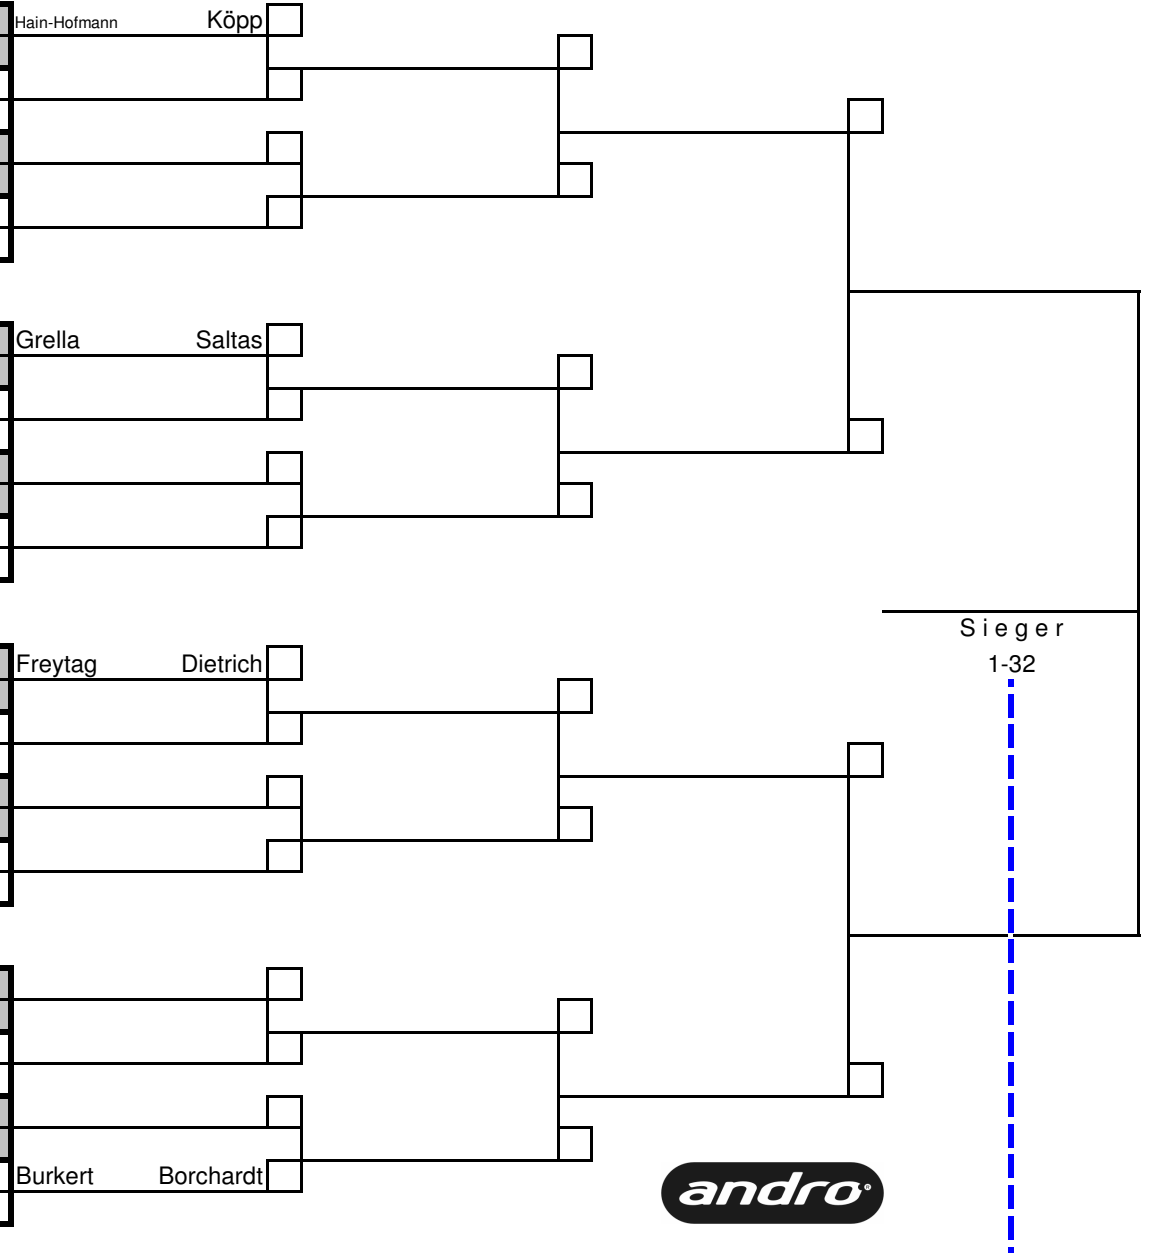 Hain-Hofmann Köpp
Grella Saltas
Sieger
Freytag Dietrich
1-32
Burkert Borchardt
andro®